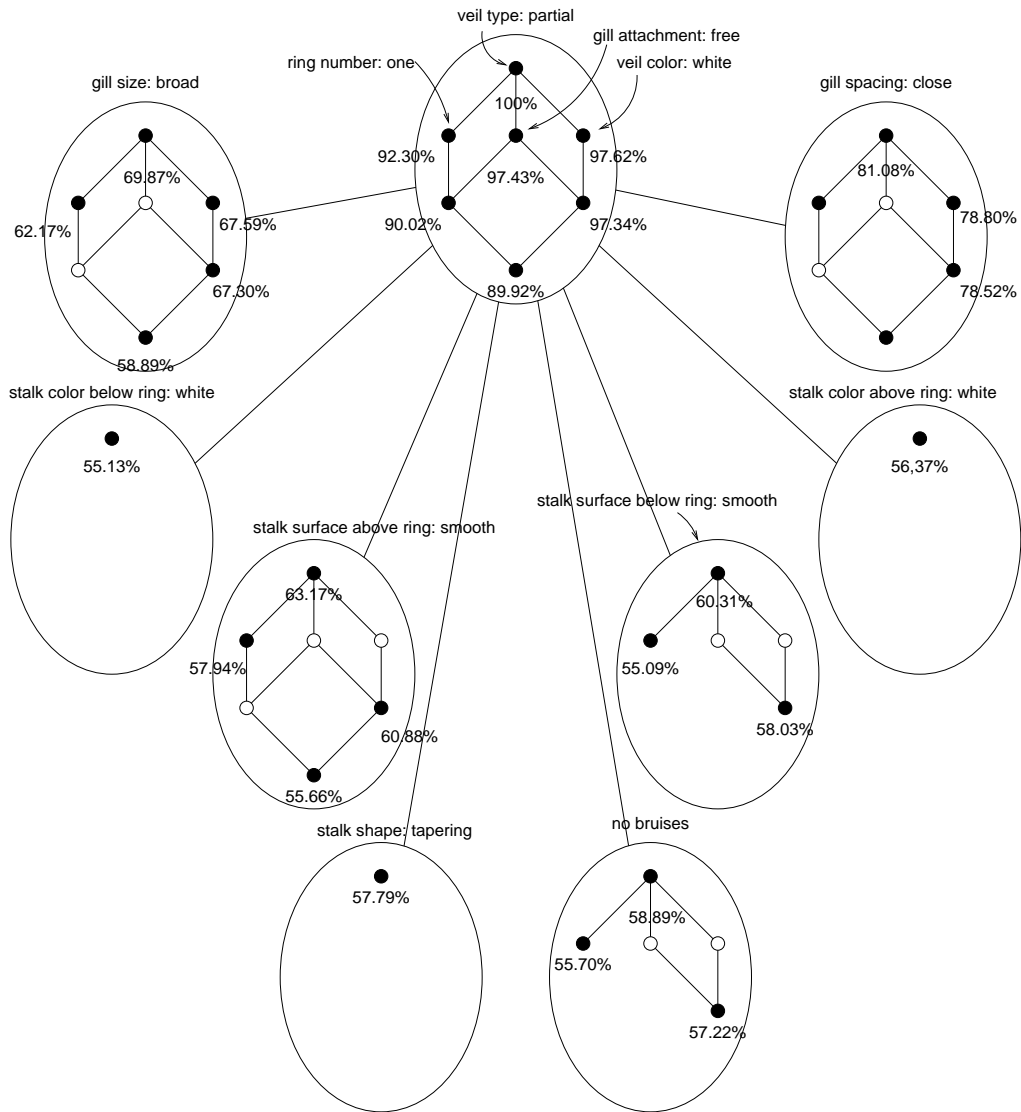 veil type: partial
gill attachment: free
ring number: one
veil color: white
gill size: broad
gill spacing: close
100%
92.30%
97.62%
97.43%
69.87%
81.08%
90.02%
97.34%
62.17%
67.59%
78.80%
89.92%
67.30%
78.52%
58.89%
stalk color below ring: white
stalk color above ring: white
55.13%
56,37%
stalk surface below ring: smooth
stalk surface above ring: smooth
63.17%
60.31%
57.94%
55.09%
60.88%
58.03%
55.66%
stalk shape: tapering
no bruises
57.79%
58.89%
55.70%
57.22%